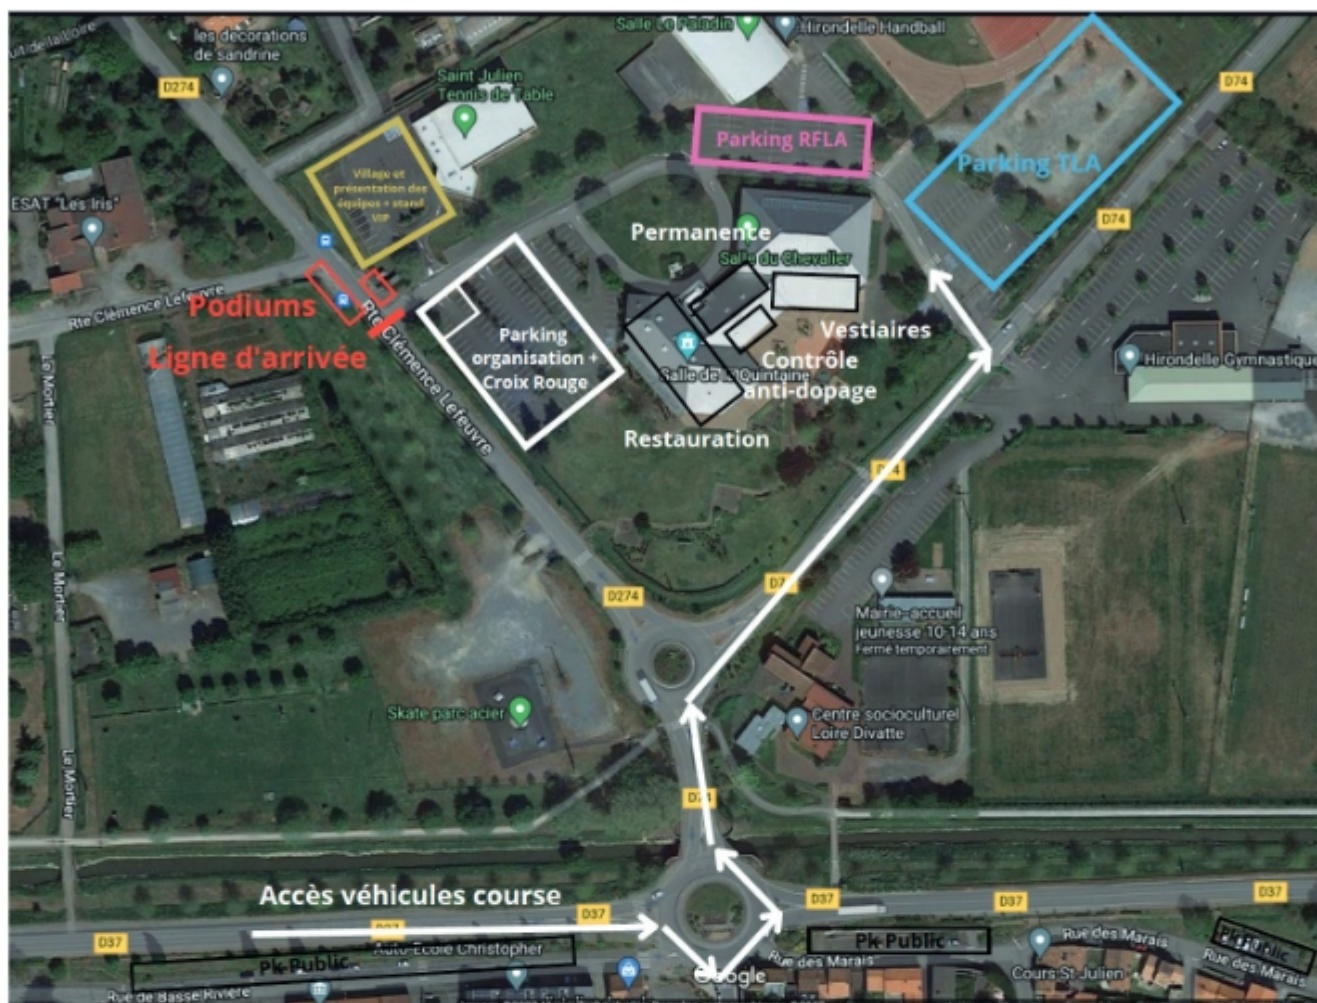 Salle Le Paladin
Hirondelle Handball
les décorations
de sandrine
D274
Saint Julien
Tennis de Table
D74
Parking RFLA
Parking TLA
Village et
présentation des
équipes + stand
VIP
ESAT "Les Iris"
D74
Permanence
Salle du Chevalier
Rte Clémence Lefeuvre
Podiums
Ligne d'arrivée
Rte Clémence Lefeuvre
Parking
organisation +
Croix Rouge
Vestiaires
Contrôle
anti-dopage
Salle de la Quintaine
Restauration
Hirondelle Gymnastique
Le Mortier
D74
Le Mortier
D274
D74
Mairie-accueil
jeunesse 10-14 ans
Fermé temporairement
Skate parc acier
Centre socioculturel
Loire Divatte
Le Mortier
D74
Accès véhicules course
D37
D37
D37
D37
D37
D37
Auto-Ecole Christopher
Pk Public
Pk Public
Pk Public
Rue des Marais
Rue des Marais
Rue des Marais
Cours St Julien
Google
Rue de Basse Rivière